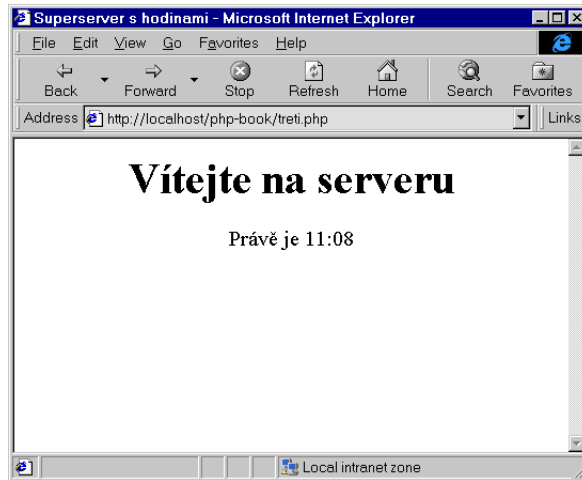 Superserver s hodinami - Microsoft Internet Explorer
File Edit View Go Favorites Help
Back Forward Stop Refresh Home Search Favorites
Address http://localhost/php-book/treti.php Links
Vítejte na serveru
Právě je 11:08
Local intranet zone